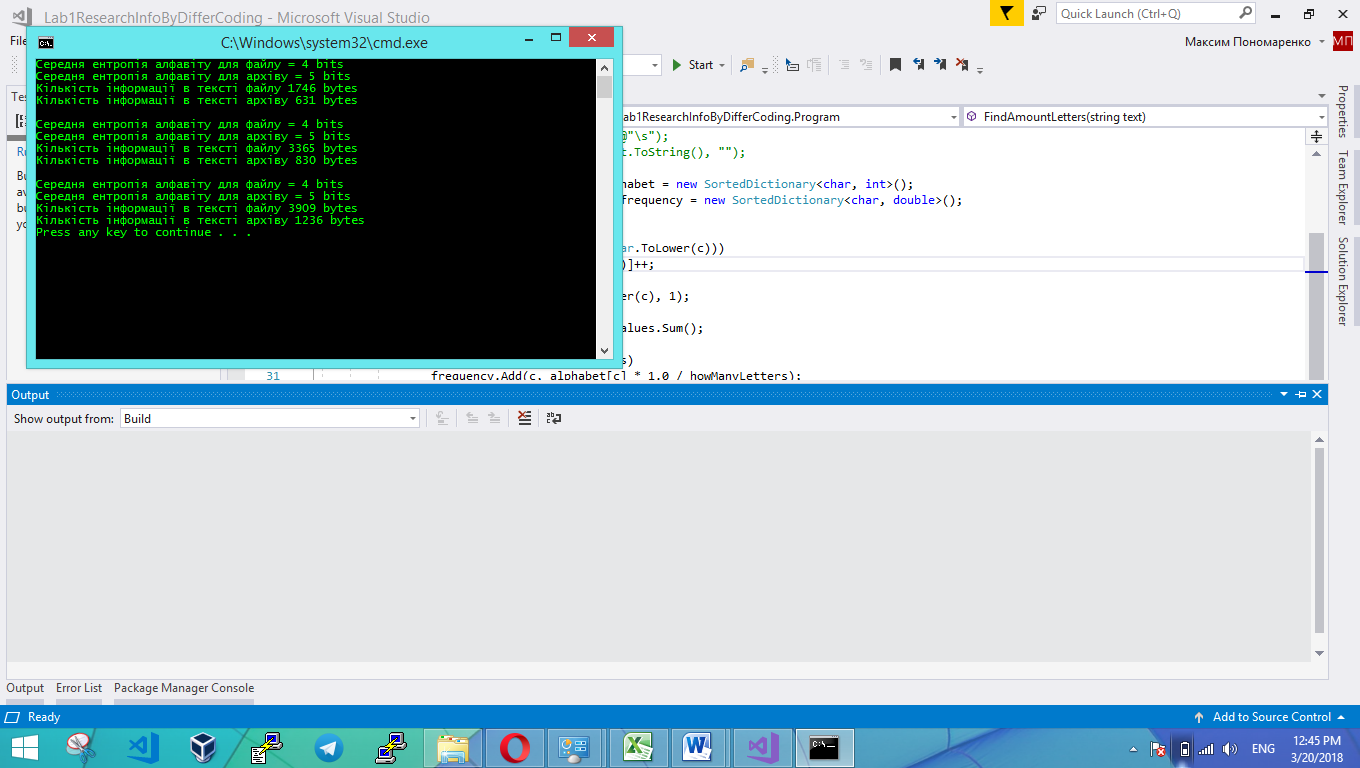 Lab1ResearchInfoByDifferCoding - Microsoft Visual Studio
Quick Launch (Ctrl+Q)
Максим Пономаренко
МП
C:\Windows\system32\cmd.exe
Середня ентропія алфавіту для файлу = 4 bits
Середня ентропія алфавіту для архіву = 5 bits
Кількість інформації в тексті файлу 1746 bytes
Кількість інформації в тексті архіву 631 bytes
Середня ентропія алфавіту для файлу = 4 bits
Середня ентропія алфавіту для архіву = 5 bits
Кількість інформації в тексті файлу 3365 bytes
Кількість інформації в тексті архіву 830 bytes
Середня ентропія алфавіту для файлу = 4 bits
Середня ентропія алфавіту для архіву = 5 bits
Кількість інформації в тексті файлу 3909 bytes
Кількість інформації в тексті архіву 1236 bytes
Press any key to continue . . .
Start
ab1ResearchInfoByDifferCoding.Program
FindAmountLetters(string text)
@"\s");
t.ToString(), "");
habet = new SortedDictionary<char, int>();
frequency = new SortedDictionary<char, double>();
ar.ToLower(c)))
)]++;
er(c), 1);
alues.Sum();
s)
31 frequency.Add(c, alphabet[c] * 1.0 / howManyLetters);
Properties
Team Explorer
Solution Explorer
Output
Show output from: Build
Output Error List Package Manager Console
Ready
Add to Source Control
ENG
12:45 PM
3/20/2018